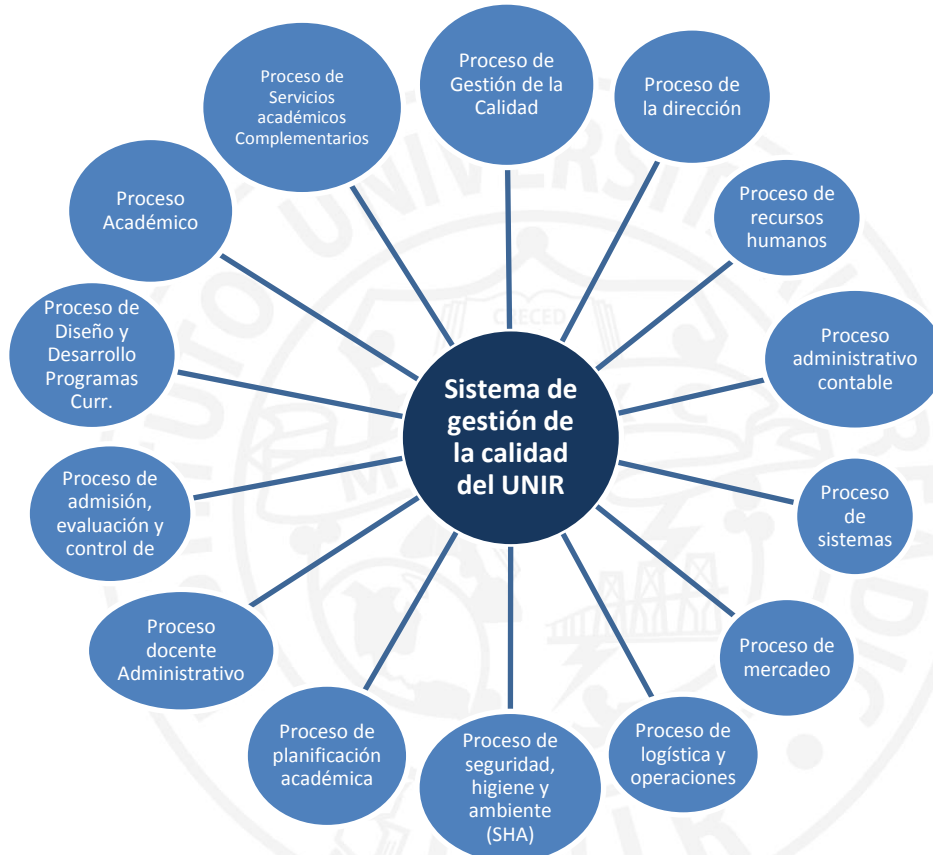 Proceso de
Gestión de la
Calidad
Proceso de
la dirección
Proceso de
recursos
humanos
Proceso
administrativo
contable
Proceso
de
sistemas
Proceso de
mercadeo
Proceso de
logística y
operaciones
Proceso de
seguridad,
higiene y
ambiente
(SHA)
Proceso de
planificación
académica
Proceso
docente
Administrativo
Proceso de
admisión,
evaluación y
control de
Proceso de
Diseño y
Desarrollo
Programas
Curr.
Proceso
Académico
Proceso de
Servicios
académicos
Complementarios
Sistema de
gestión de
la calidad
del UNIR
CRECED